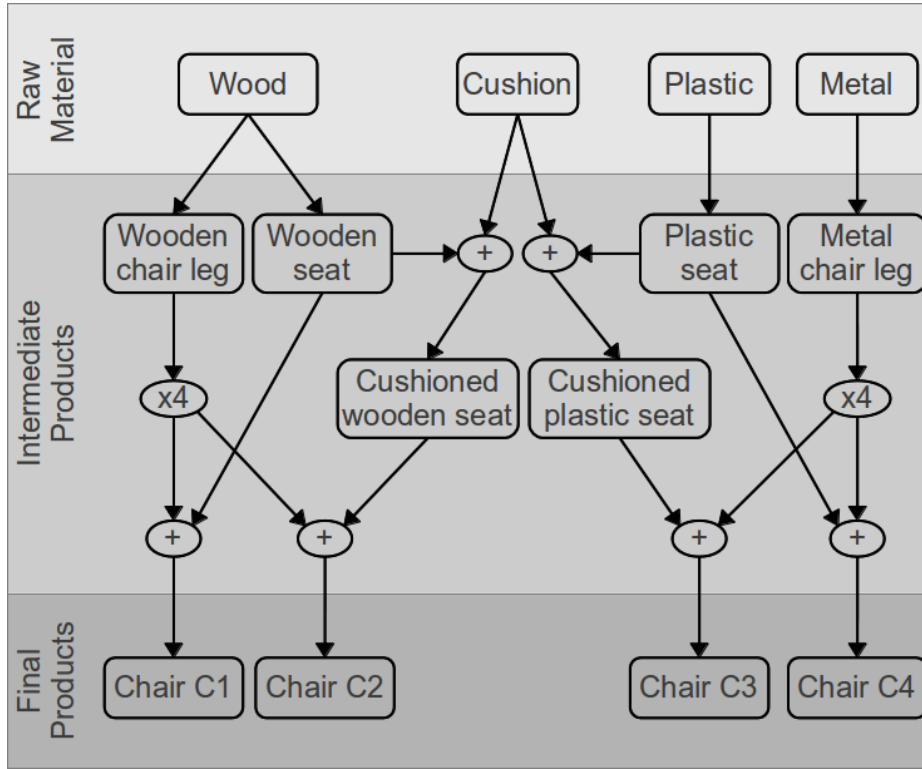 Raw
Material
Wood
Cushion
Plastic
Metal
Intermediate
Products
Wooden
chair leg
Wooden
seat
+
+
Plastic
seat
Metal
chair leg
x4
Cushioned
wooden seat
Cushioned
plastic seat
x4
+
+
+
+
Final
Products
Chair C1
Chair C2
Chair C3
Chair C4